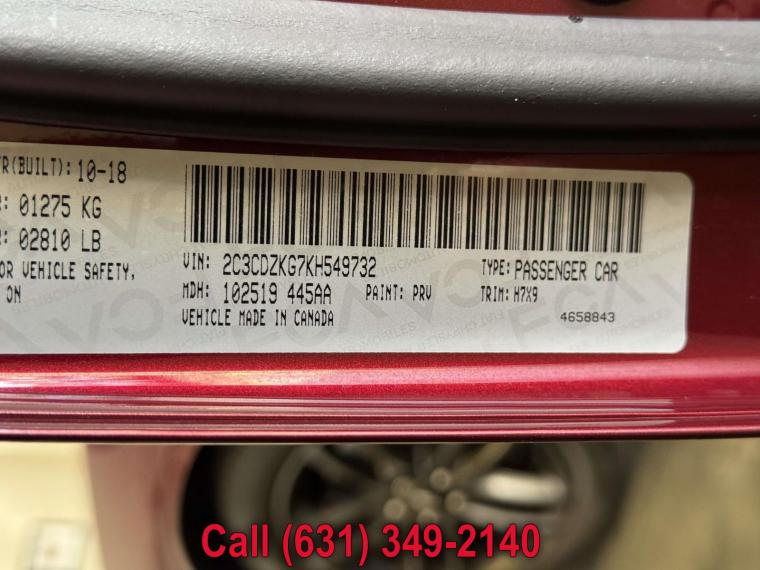 (BUILT): 10-18
01275 KG
02810 LB
OR VEHICLE SAFETY,
ON
VIN: 2C3CDZKG7KH549732
TYPE: PASSENGER CAR
MDH: 102519 445AA
PAINT: PRV
TRIM: H7X9
VEHICLE MADE IN CANADA
4658843
Call (631) 349-2140